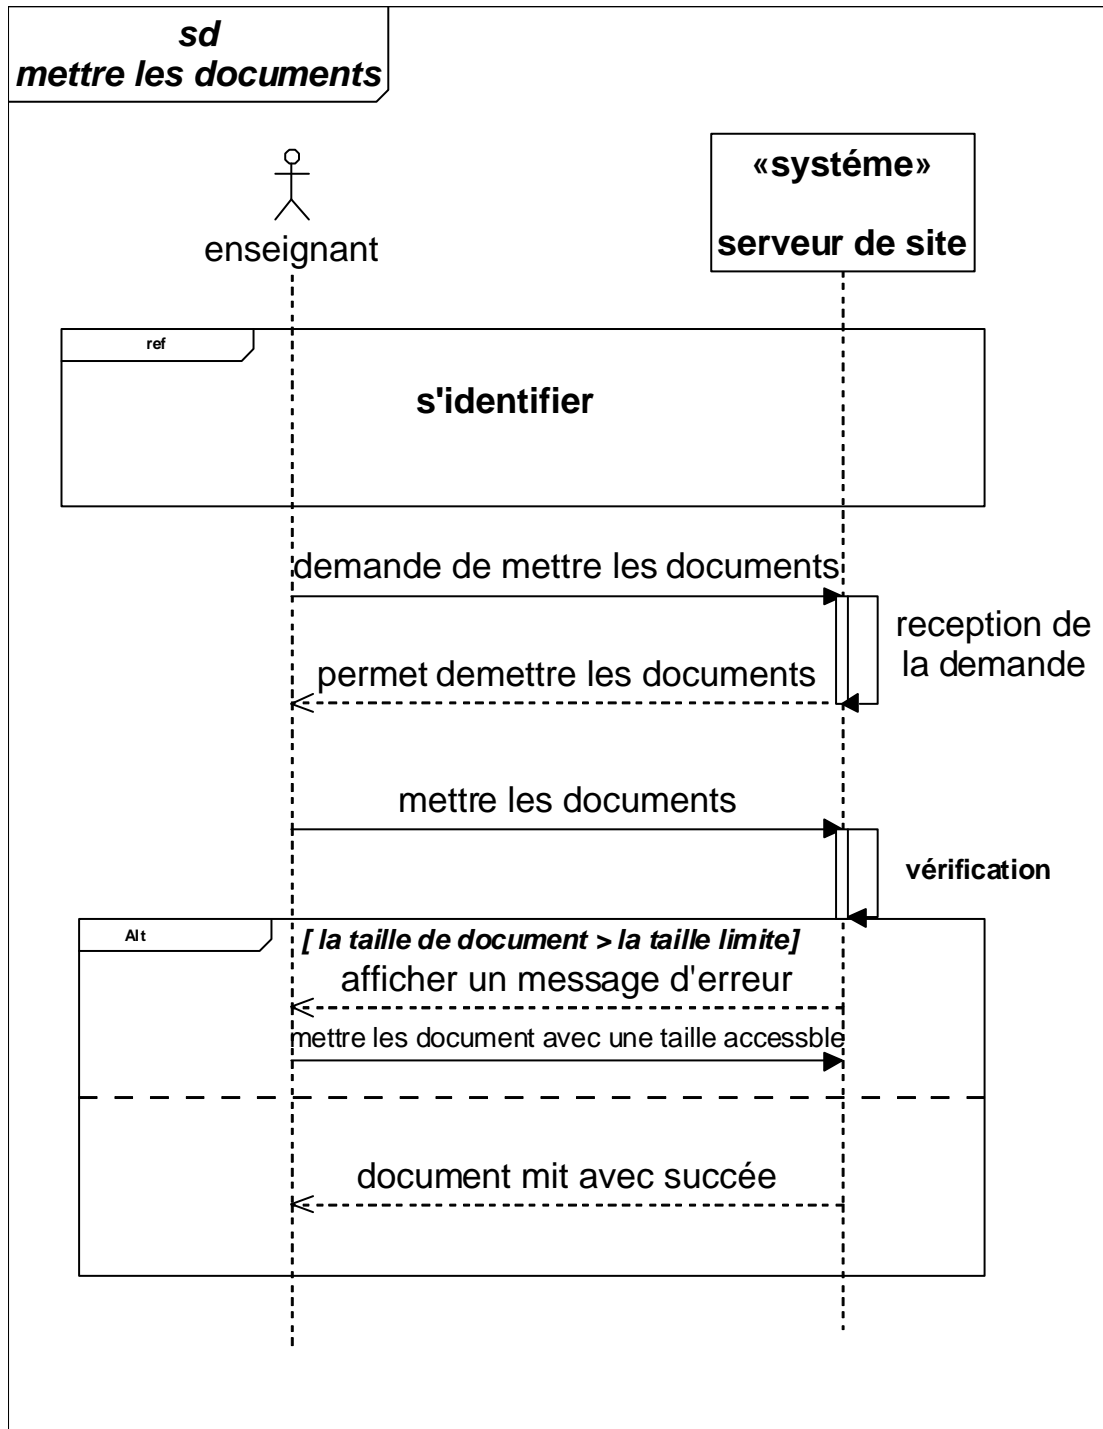 sd
mettre les documents
enseignant
«systéme»
serveur de site
ref
s'identifier
demande de mettre les documents
reception de
la demande
permet demettre les documents
mettre les documents
vérification
Alt
[ la taille de document > la taille limite]
afficher un message d'erreur
mettre les document avec une taille accessble
document mit avec succée